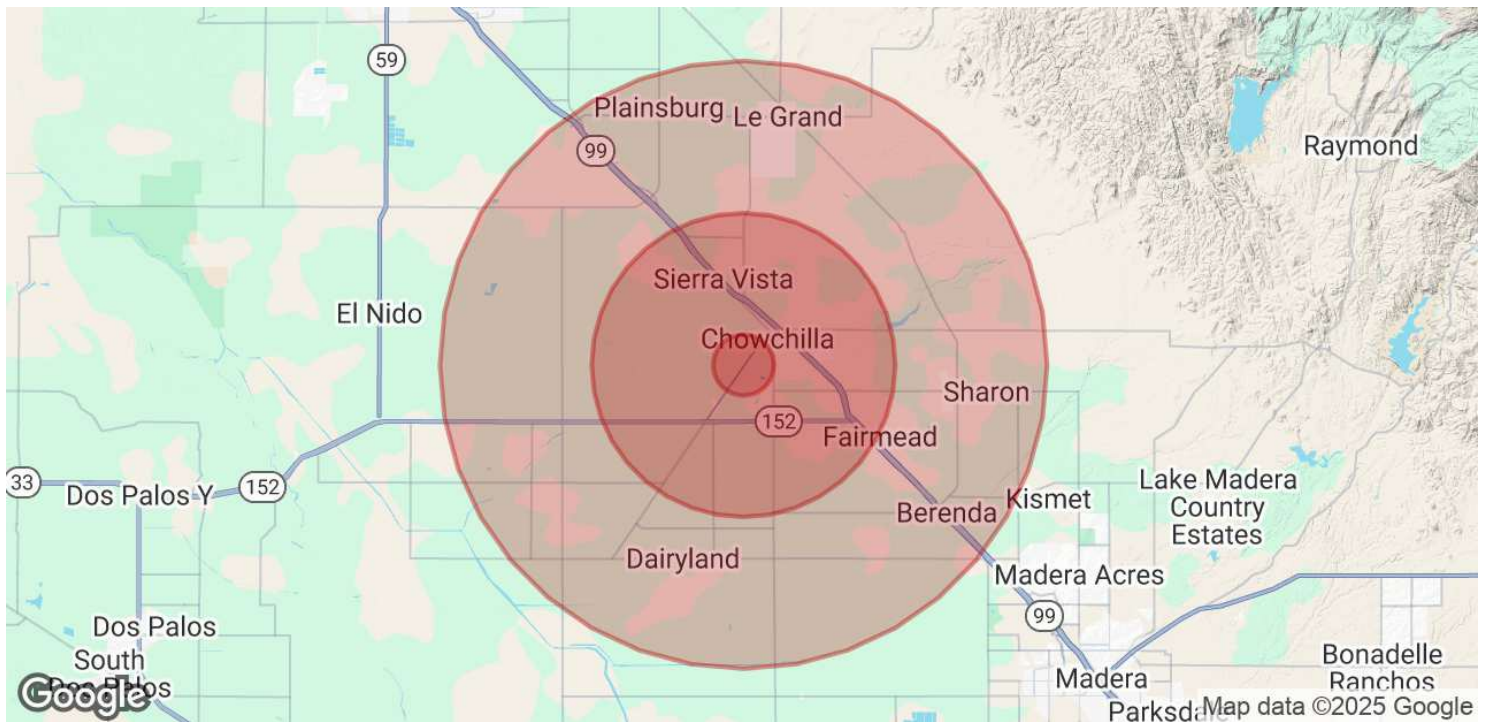 59
Plainsburg
Le Grand
99
Raymond
Sierra Vista
El Nido
Chowchilla
Sharon
152
Fairmead
33
Dos Palos Y
152
Berenda
Kismet
Lake Madera
Country
Estates
Dairyland
Madera Acres
99
Dos Palos
South
Dos Palos
Madera
Bonadelle
Ranchos
Google
Map data ©2025 Google